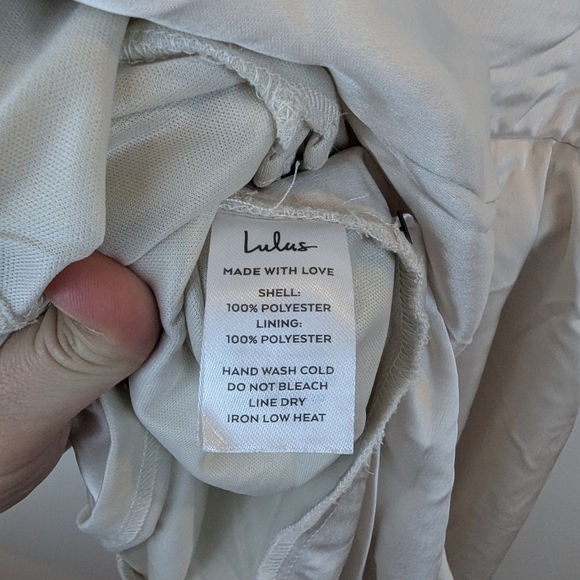 Lulus
MADE WITH LOVE
SHELL:
100% POLYESTER
LINING:
100% POLYESTER
HAND WASH COLD
DO NOT BLEACH
LINE DRY
IRON LOW HEAT